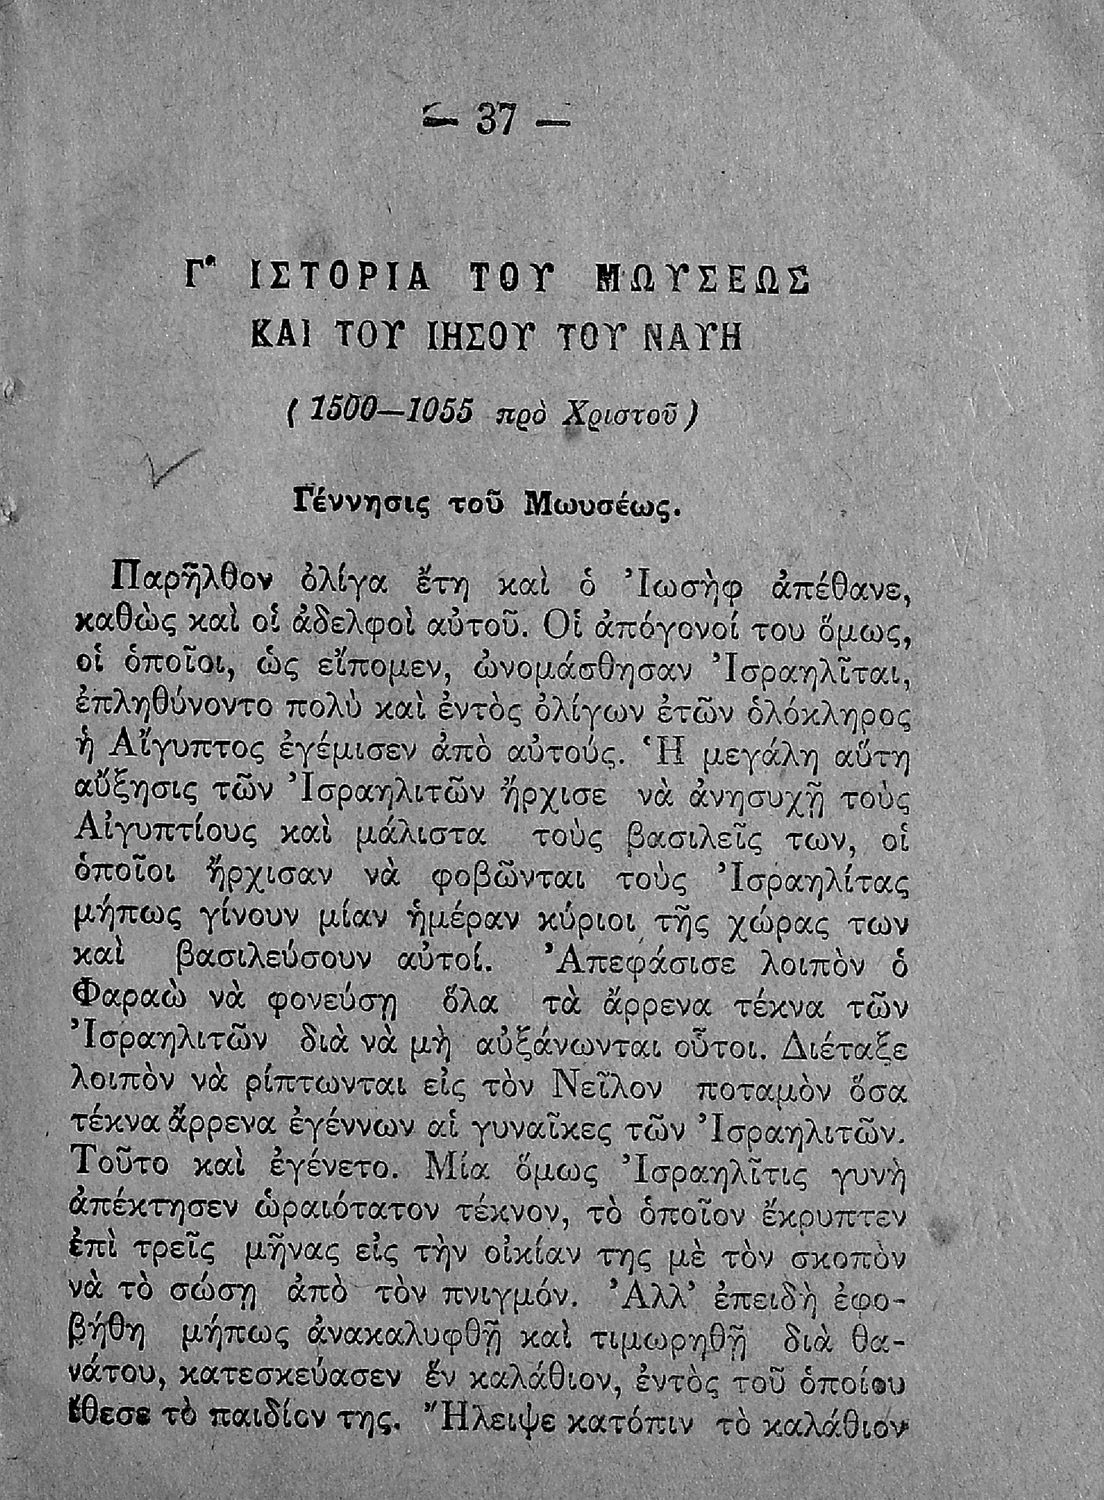 — 37 —
Γ' ΙΣΤΟΡΙΑ ΤΟΥ ΜΩΥΣΕΩΣ
ΚΑΙ ΤΟΥ ΙΗΣΟΥ ΤΟΥ ΝΑΥΗ
(1500—1055 πρὸ Χριστοῦ)
Γέννησις τοῦ Μωυσέως.
Παρῆλθον ὀλίγα ἔτη καὶ ὁ Ἰωσὴφ ἀπέθανε,
καθὼς καὶ οἱ ἀδελφοὶ αὐτοῦ. Οἱ ἀπόγονοί του ὅμως,
οἱ ὁποῖοι, ὡς εἴπομεν, ὠνομάσθησαν Ἰσραηλῖται,
ἐπληθύνοντο πολὺ καὶ ἐντὸς ὀλίγων ἐτῶν ὁλόκληρος
ἡ Αἴγυπτος ἐγέμισεν ἀπὸ αὐτούς. Ἡ μεγάλη αὕτη
αὔξησις τῶν Ἰσραηλιτῶν ἤρχισε νὰ ἀνησυχῇ τοὺς
Αἰγυπτίους καὶ μάλιστα τοὺς βασιλεῖς των, οἱ
ὁποῖοι ἤρχισαν νὰ φοβῶνται τοὺς Ἰσραηλίτας
μήπως γίνουν μίαν ἡμέραν κύριοι τῆς χώρας των
καὶ βασιλεύσουν αὐτοί. Ἀπεφάσισε λοιπὸν ὁ
Φαραὼ νὰ φονεύσῃ ὅλα τὰ ἄρρενα τέκνα τῶν
Ἰσραηλιτῶν διὰ νὰ μὴ αὐξάνωνται οὗτοι. Διέταξε
λοιπὸν νὰ ρίπτωνται εἰς τὸν Νεῖλον ποταμὸν ὅσα
τέκνα ἄρρενα ἐγέννων αἱ γυναῖκες τῶν Ἰσραηλιτῶν.
Τοῦτο καὶ ἐγένετο. Μία ὅμως Ἰσραηλῖτις γυνὴ
ἀπέκτησεν ὡραιότατον τέκνον, τὸ ὁποῖον ἔκρυπτεν
ἐπὶ τρεῖς μῆνας εἰς τὴν οἰκίαν της μὲ τὸν σκοπὸν
νὰ τὸ σώσῃ ἀπὸ τὸν πνιγμόν. Ἀλλ' ἐπειδὴ ἐφο-
βήθη μήπως ἀνακαλυφθῇ καὶ τιμωρηθῇ διὰ θα-
νάτου, κατεσκεύασεν ἓν καλάθιον, ἐντὸς τοῦ ὁποίου
ἔθεσε τὸ παιδίον της. Ἤλειψε κατόπιν τὸ καλάθιον